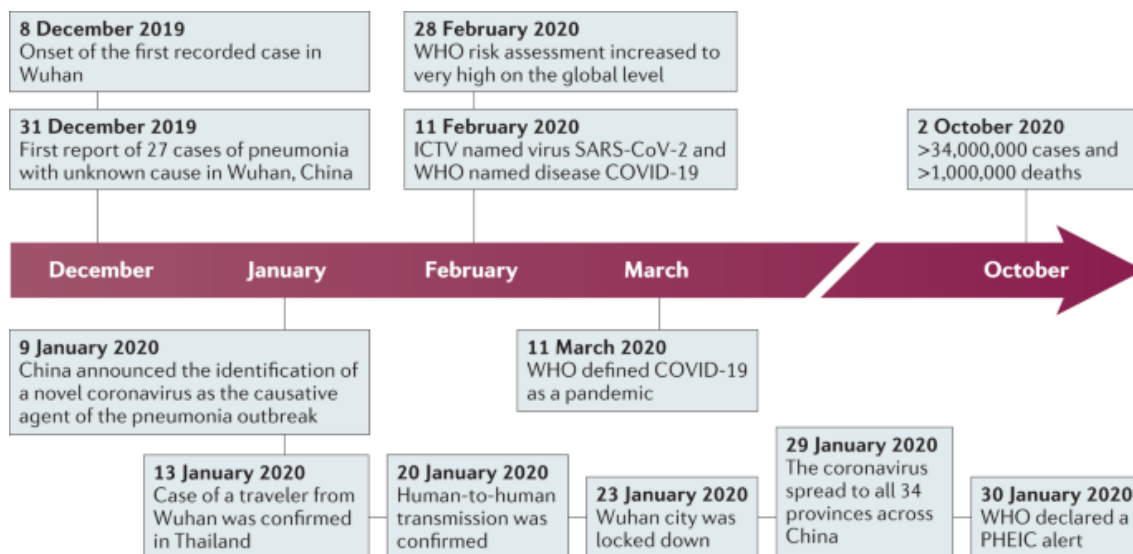 8 December 2019
Onset of the first recorded case in
Wuhan
31 December 2019
First report of 27 cases of pneumonia
with unknown cause in Wuhan, China
28 February 2020
WHO risk assessment increased to
very high on the global level
11 February 2020
ICTV named virus SARS-CoV-2 and
WHO named disease COVID-19
2 October 2020
>34,000,000 cases and
>1,000,000 deaths
December
January
February
March
October
9 January 2020
China announced the identification of
a novel coronavirus as the causative
agent of the pneumonia outbreak
11 March 2020
WHO defined COVID-19
as a pandemic
13 January 2020
Case of a traveler from
Wuhan was confirmed
in Thailand
20 January 2020
Human-to-human
transmission was
confirmed
23 January 2020
Wuhan city was
locked down
29 January 2020
The coronavirus
spread to all 34
provinces across
China
30 January 2020
WHO declared a
PHEIC alert